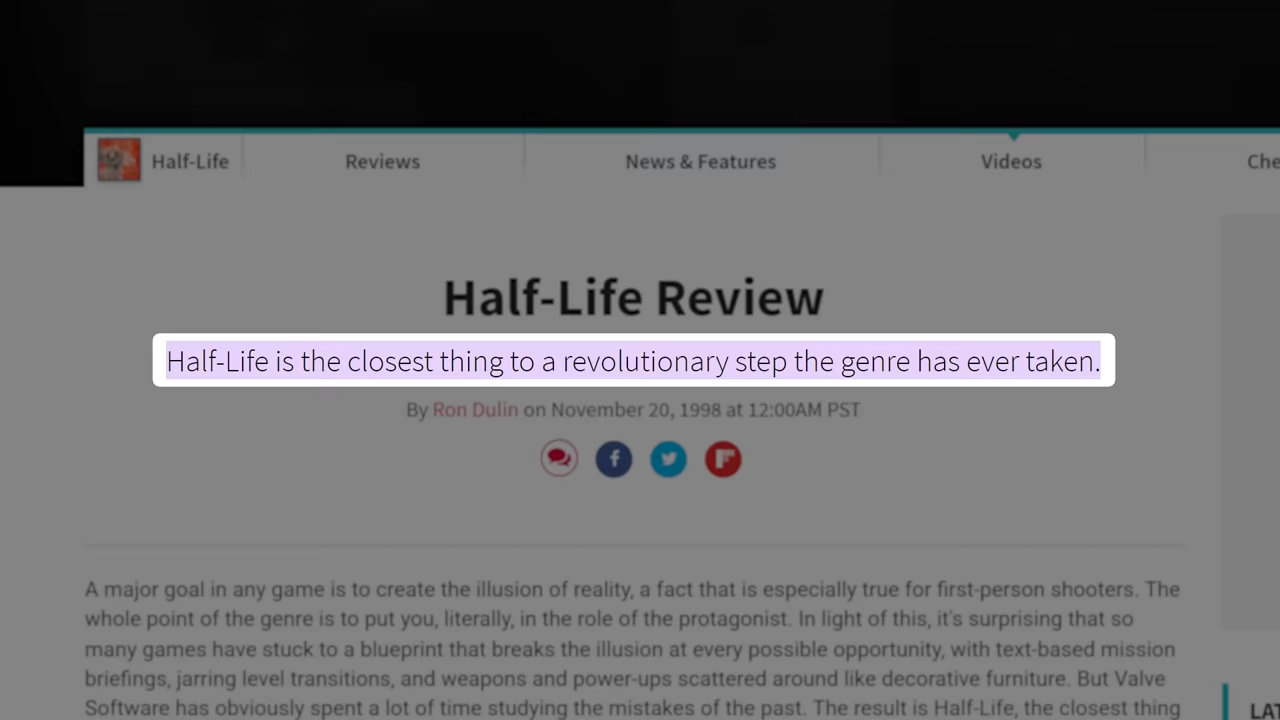 Half-Life Reviews News & Features Videos Che
Half-Life Review
Half-Life is the closest thing to a revolutionary step the genre has ever taken.
By Ron Dulin on November 20, 1998 at 12:00AM PST
A major goal in any game is to create the illusion of reality, a fact that is especially true for first-person shooters. The
whole point of the genre is to put you, literally, in the role of the protagonist. In light of this, it's surprising that so
many games have stuck to a blueprint that breaks the illusion at every possible opportunity, with text-based mission
briefings, jarring level transitions, and weapons and power-ups scattered around like decorative furniture. But Valve
Software has obviously spent a lot of time studying the mistakes of the past. The result is Half-Life, the closest thing
LAT